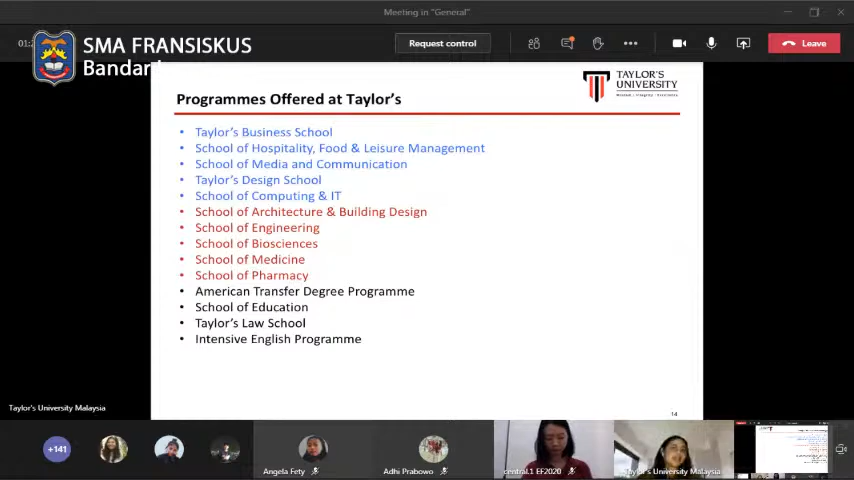 Meeting in "General"
SMA FRANSISKUS
Request control
Leave
TAYLOR'S
UNIVERSITY
Programmes Offered at Taylor's
• Taylor's Business School
• School of Hospitality, Food & Leisure Management
• School of Media and Communication
• Taylor's Design School
• School of Computing & IT
• School of Architecture & Building Design
• School of Engineering
• School of Biosciences
• School of Medicine
• School of Pharmacy
• American Transfer Degree Programme
• School of Education
• Taylor's Law School
• Intensive English Programme
14
Taylor's University Malaysia
+141
Angela Fety
Adhi Prabowo
central.1 EF2020
Taylor's University Malaysia